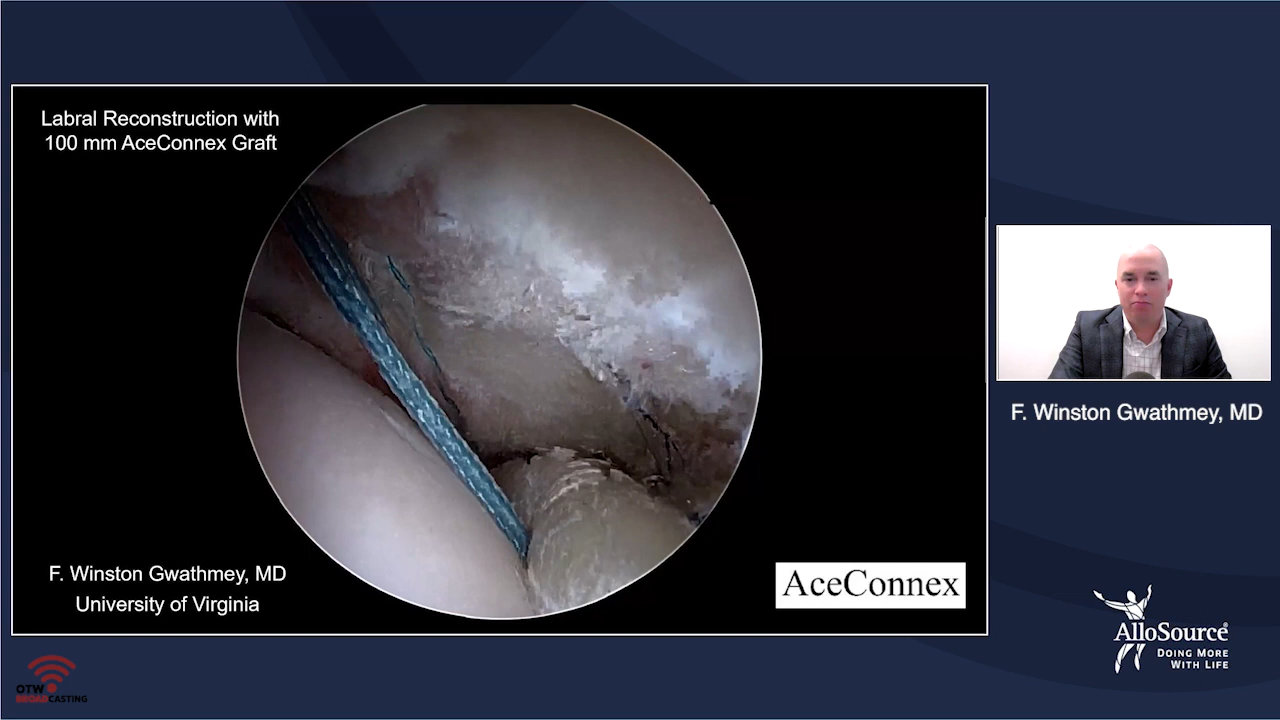 Labral Reconstruction with
100 mm AceConnex Graft
F. Winston Gwathmey, MD
University of Virginia
AceConnex
F. Winston Gwathmey, MD
AlloSource®
DOING MORE
WITH LIFE
OTW
BROADCASTING